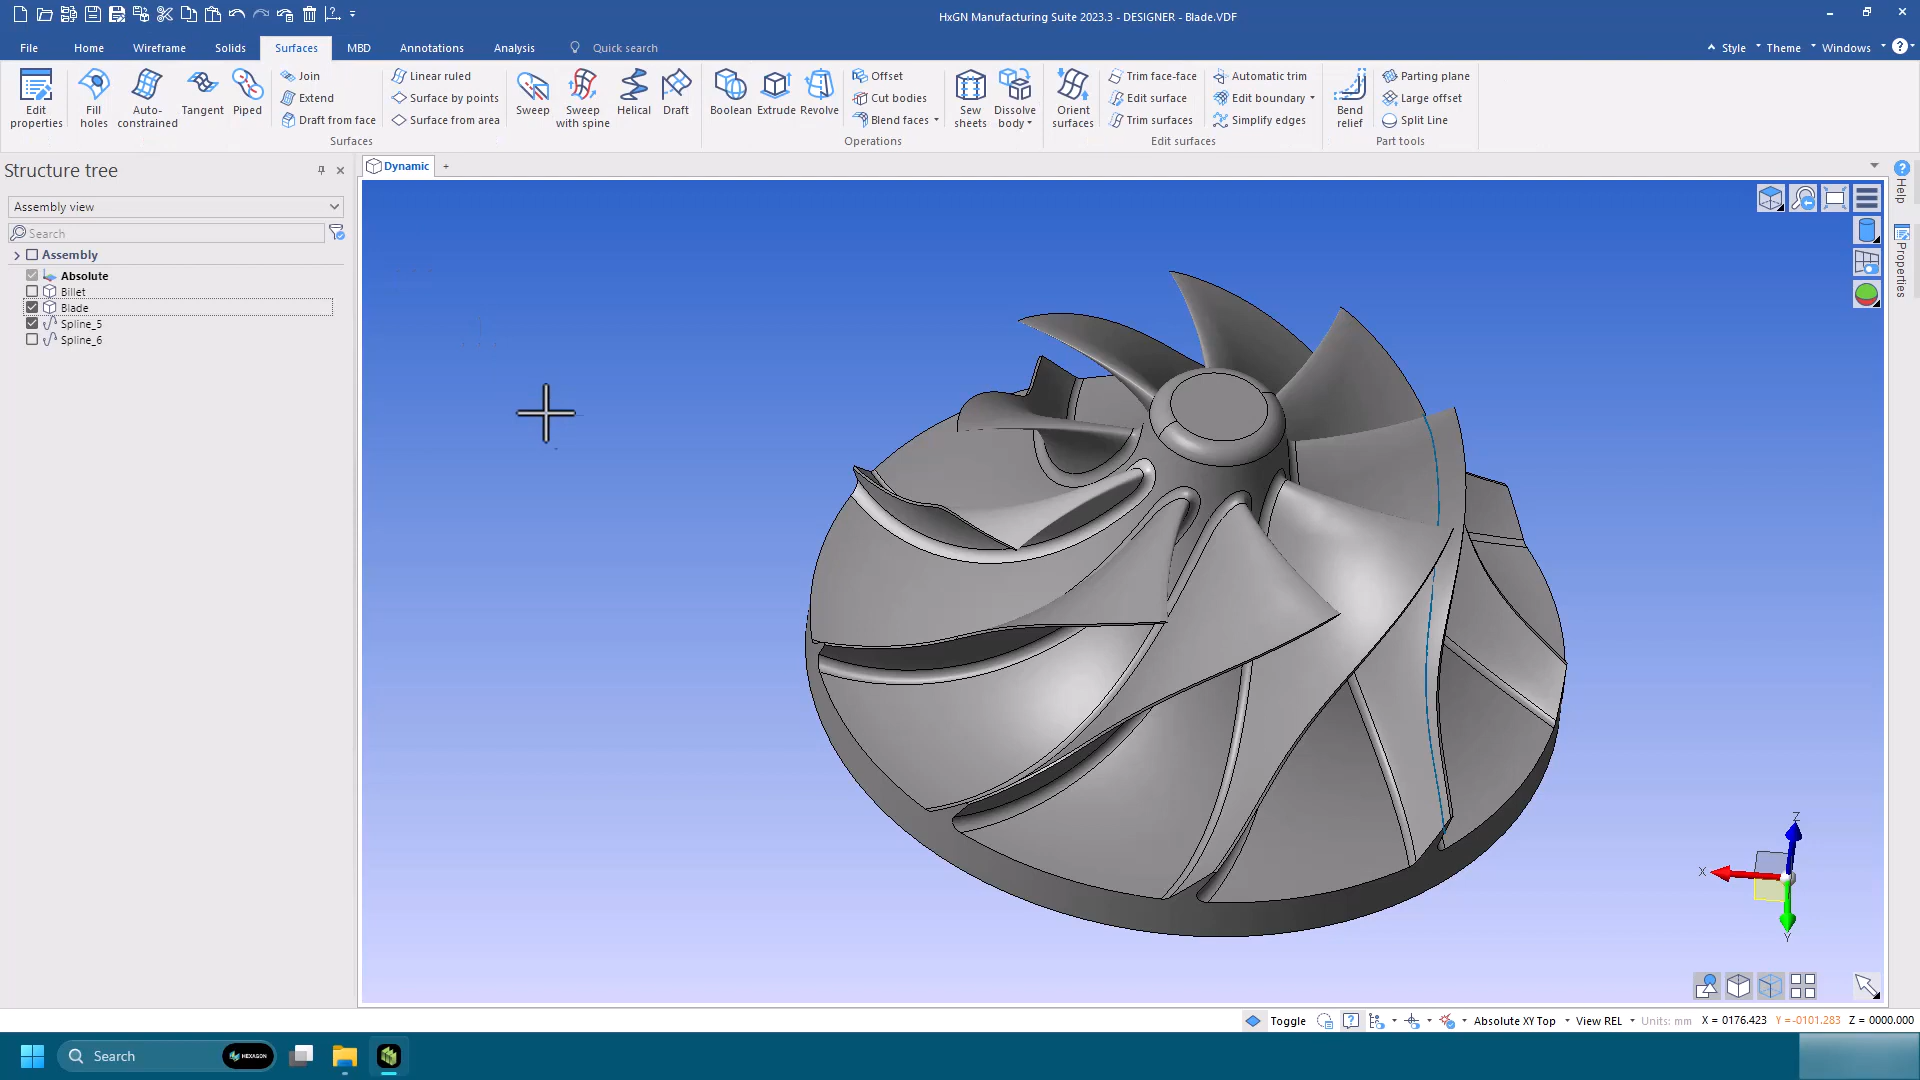 HxGN Manufacturing Suite 2023.3 - DESIGNER - Blade.VDF
File Home Wireframe Solids Surfaces MBD Annotations Analysis Quick search Style Theme Windows ?
Edit properties
Fill holes
Auto-constrained
Tangent
Piped
Join
Extend
Draft from face
Linear ruled
Surface by points
Surface from area
Sweep
Sweep with spine
Helical
Draft
Surfaces
Boolean
Extrude
Revolve
Offset
Cut bodies
Blend faces
Sew sheets
Dissolve body
Operations
Orient surfaces
Trim face-face
Edit surface
Trim surfaces
Automatic trim
Edit boundary
Simplify edges
Edit surfaces
Bend relief
Parting plane
Large offset
Split Line
Part tools
Structure tree
Assembly view
Search
Assembly
Absolute
Billet
Blade
Spline_5
Spline_6
Dynamic +
? Help
Properties
Z
X
Y
Toggle ? Absolute XY Top View REL Units: mm X = 0176.423 Y =-0101.283 Z = 0000.000
Search HEXAGON